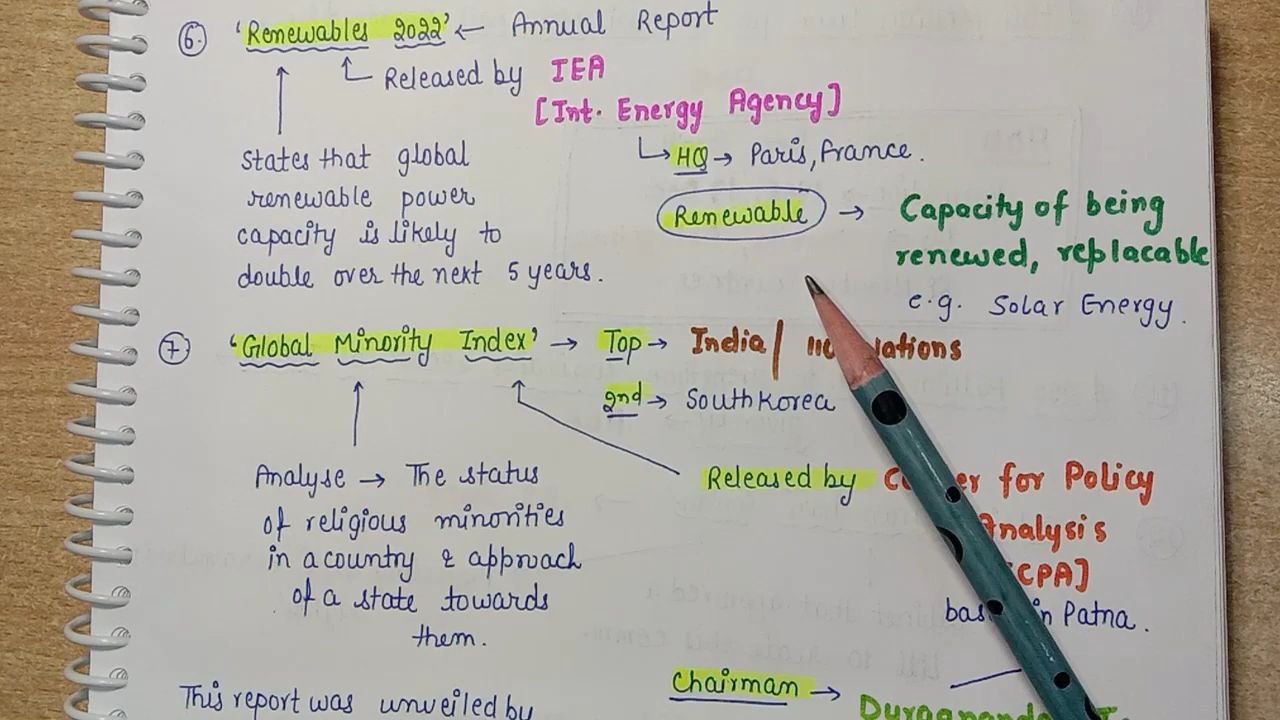 6. 'Renewables 2022' ← Annual Report
Released by IEA
[Int. Energy Agency]
HQ → Paris, France.
States that global
renewable power
capacity is likely to
double over the next 5 years.
Renewable → Capacity of being
renewed, replacable
e.g. Solar Energy.
7. 'Global Minority Index' → Top → India /
2nd → South Korea
Analyse → The status
of religious minorities
in a country & approach
of a state towards
them.
Released by for Policy
Analysis
CPA]
Patna.
Chairman →
This report was unveiled by